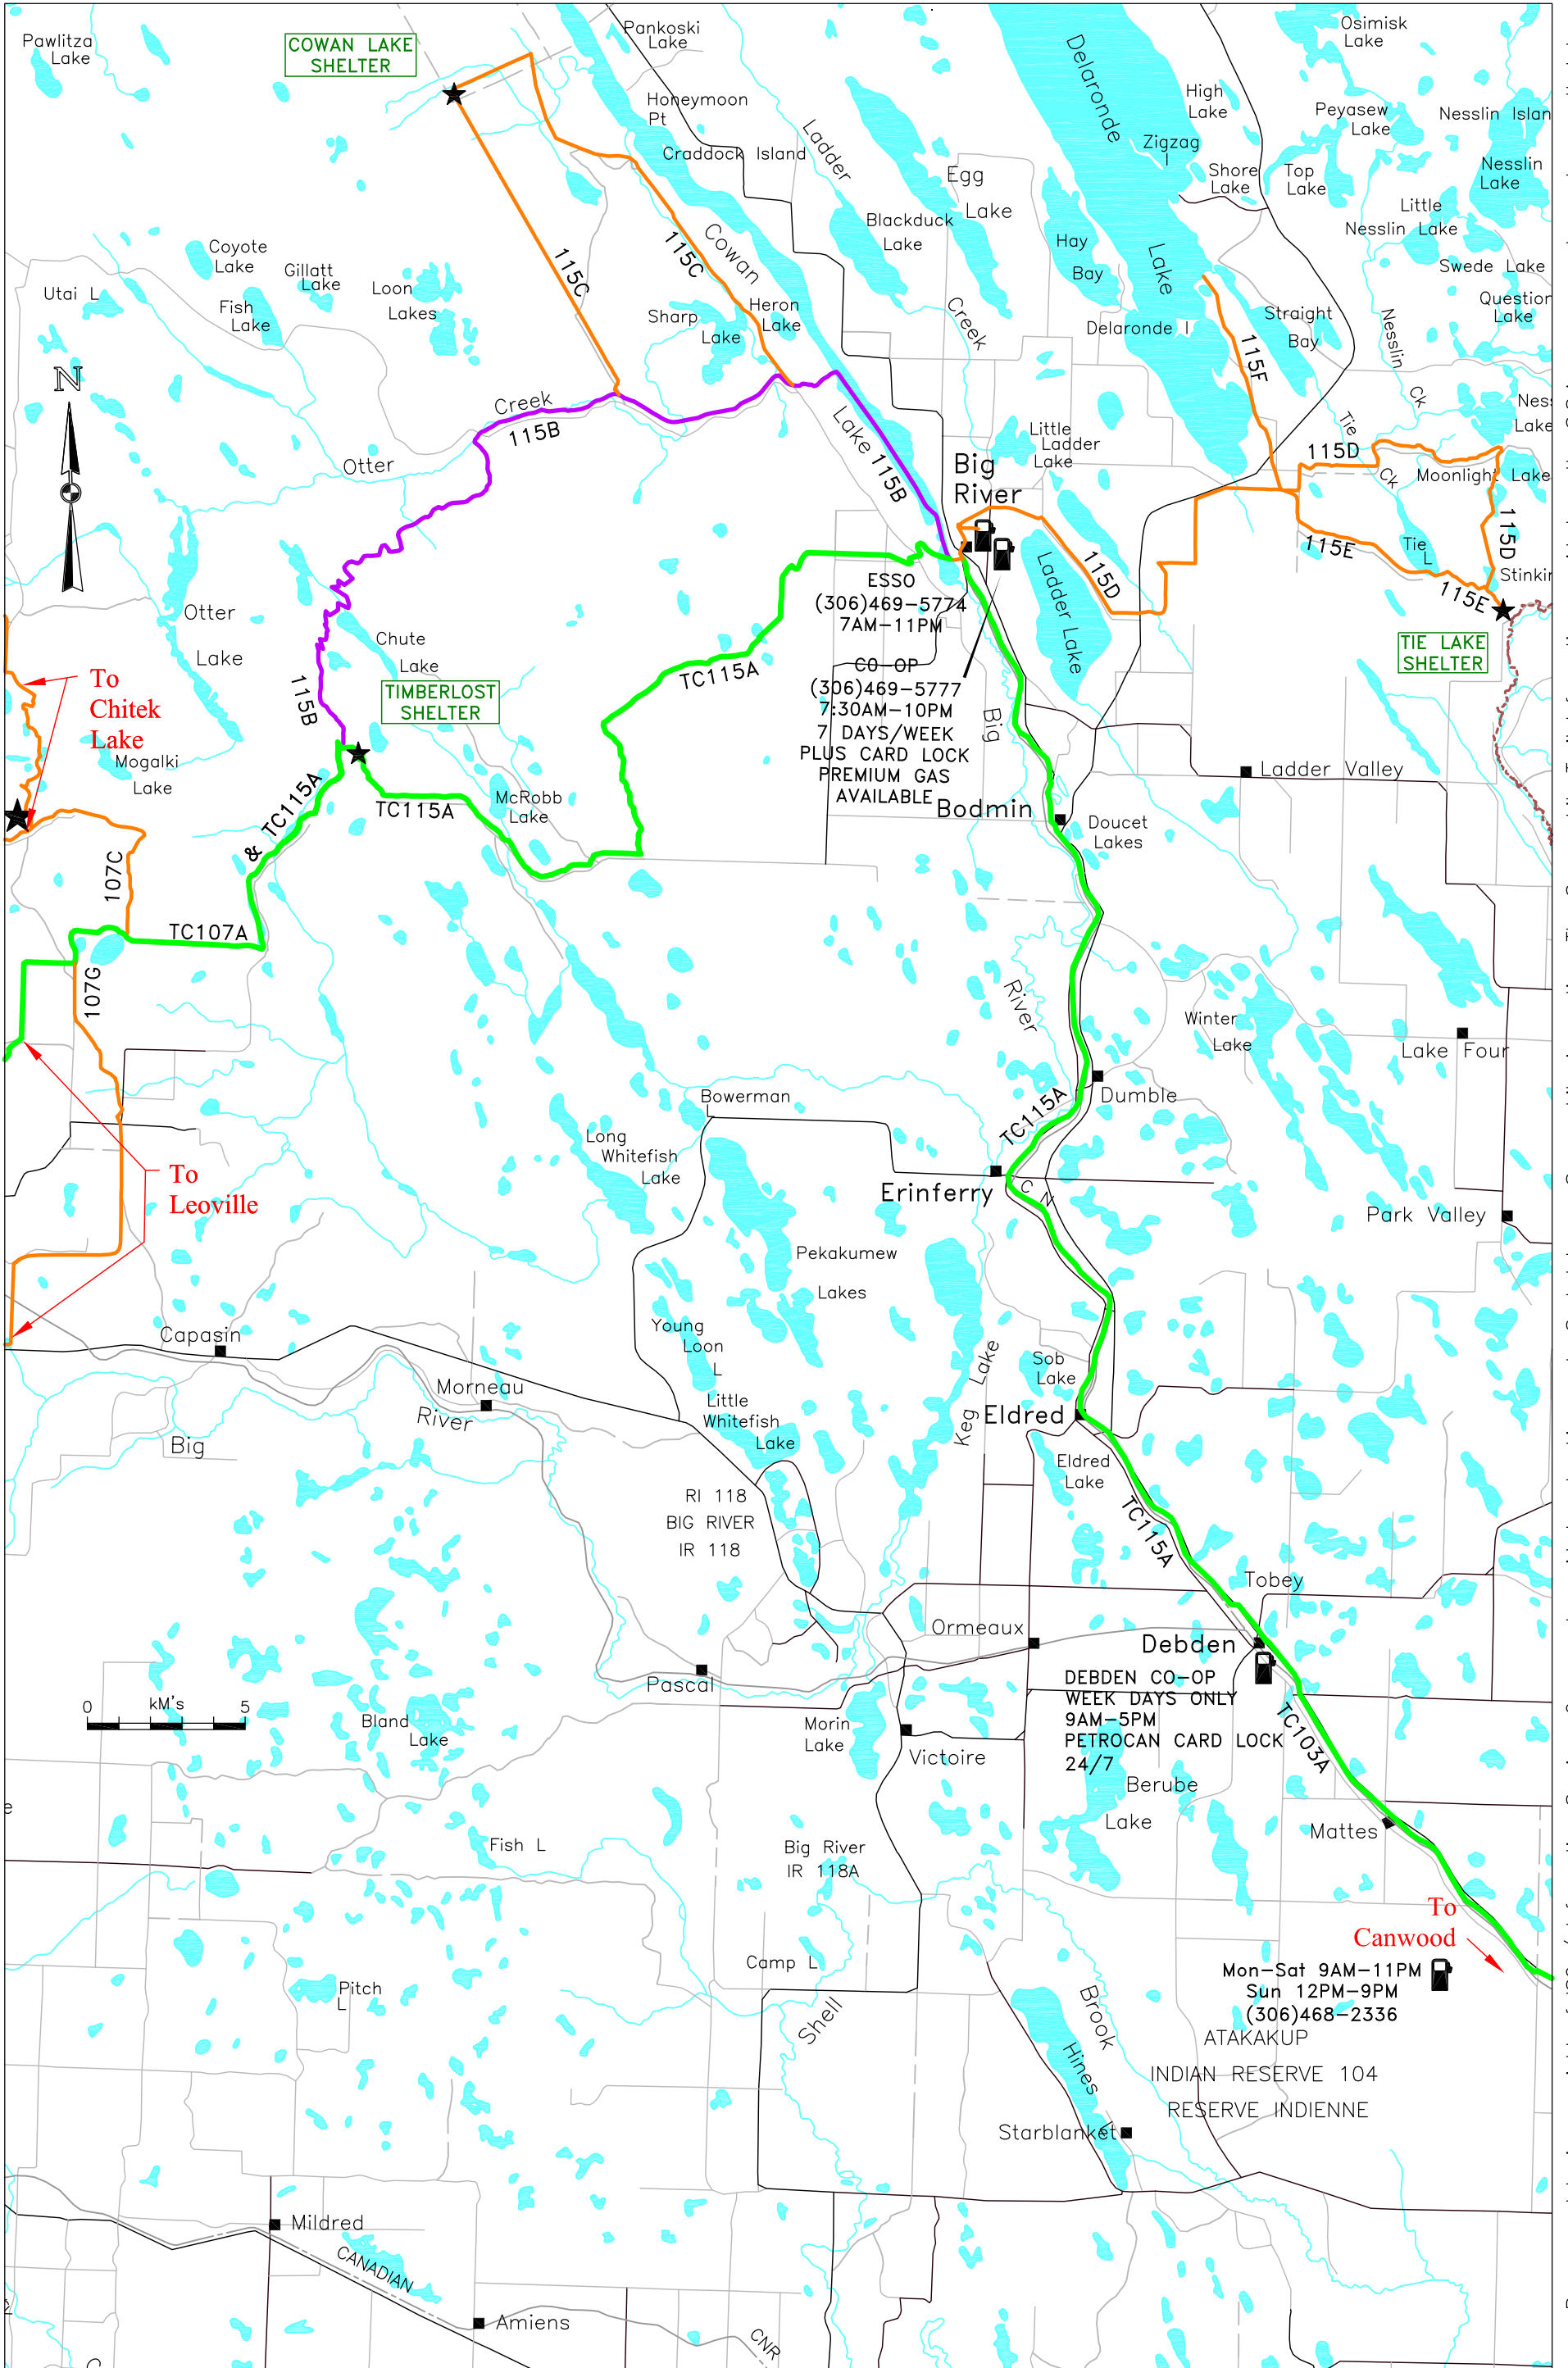 Pawlitza
Lake
COWAN LAKE
SHELTER
Pankoski
Lake
Honeymoon
Pt
Craddock Island
Ladder
Creek
Delaronde
Lake
High
Lake
Zigzag
I
Shore
Lake
Top
Lake
Osimisk
Lake
Peyasew
Lake
Nesslin Islan
Nesslin
Lake
Little
Nesslin Lake
Swede Lake
Question
Lake
Egg
Lake
Blackduck
Lake
Hay
Bay
Delaronde I
Straight
Bay
Nesslin
Ck
Coyote
Lake
Gillatt
Lake
Fish
Lake
Utai L
Loon
Lakes
115C
115C
Cowan
Lake
Sharp
Lake
Heron
Lake
115F
N
Creek
115B
Otter
115B
Little
Ladder
Lake
Big
River
Tie
Ck
115D
Moonlight Lake
Ness
Lake
115E
Tie
L
115D
115E
Stinkin
TIE LAKE
SHELTER
115D
Ladder Lake
ESSO
(306)469-5774
7AM-11PM
CO-OP
(306)469-5777
7:30AM-10PM
7 DAYS/WEEK
PLUS CARD LOCK
PREMIUM GAS
AVAILABLE
Otter
Lake
Chute
Lake
TIMBERLOST
SHELTER
115B
TC115A
Big
River
To
Chitek
Lake
Mogalki
Lake
& TC115A
TC115A
McRobb
Lake
Bodmin
Doucet
Lakes
Ladder Valley
107C
TC107A
107G
Winter
Lake
Lake Four
To
Leoville
TC115A
Dumble
Bowerman
L
Long
Whitefish
Lake
Erinferry
C N
Park Valley
Pekakumew
Lakes
Capasin
Morneau
River
Big
Young
Loon
L
Little
Whitefish
Lake
Keg Lake
Sob
Lake
Eldred
Eldred
Lake
TC115A
RI 118
BIG RIVER
IR 118
Tobey
Ormeaux
Debden
Pascal
DEBDEN CO-OP
WEEK DAYS ONLY
9AM-5PM
PETROCAN CARD LOCK
24/7
TC103A
0 kM's 5
Bland
Lake
Morin
Lake
Victoire
Berube
Lake
Mattes
Fish L
Big River
IR 118A
To
Canwood
Camp L
Mon-Sat 9AM-11PM
Sun 12PM-9PM
(306)468-2336
Pitch
L
Shell
Brook
Hines
ATAKAKUP
INDIAN RESERVE 104
RESERVE INDIENNE
Starblanket
Mildred
CANADIAN
Amiens
CNR